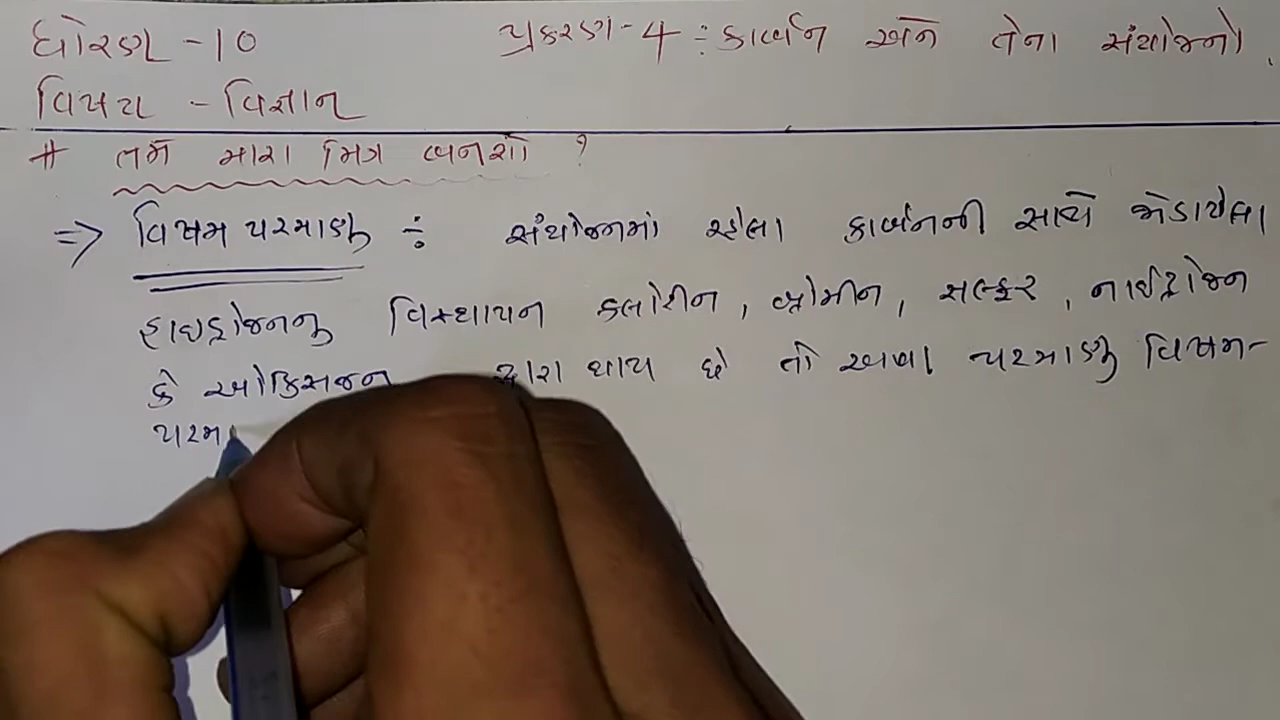 ધોરણ -10 પ્રકરણ-4 ÷ કાર્બન અને તેના સંયોજનો.
વિષય - વિજ્ઞાન
# તમે મારા મિત્ર બનશો ?
⇒ વિષમ પરમાણુ ÷ સંયોજનમાં રહેલા કાર્બનની સાથે જોડાયેલા
હાઇડ્રોજનનુ વિસ્થાપન ક્લોરીન, બ્રોમીન, સલ્ફર, નાઈટ્રોજન
કે ઓક્સિજન દ્વારા થાય છે તો આવા પરમાણુ વિષમ-
પરમા